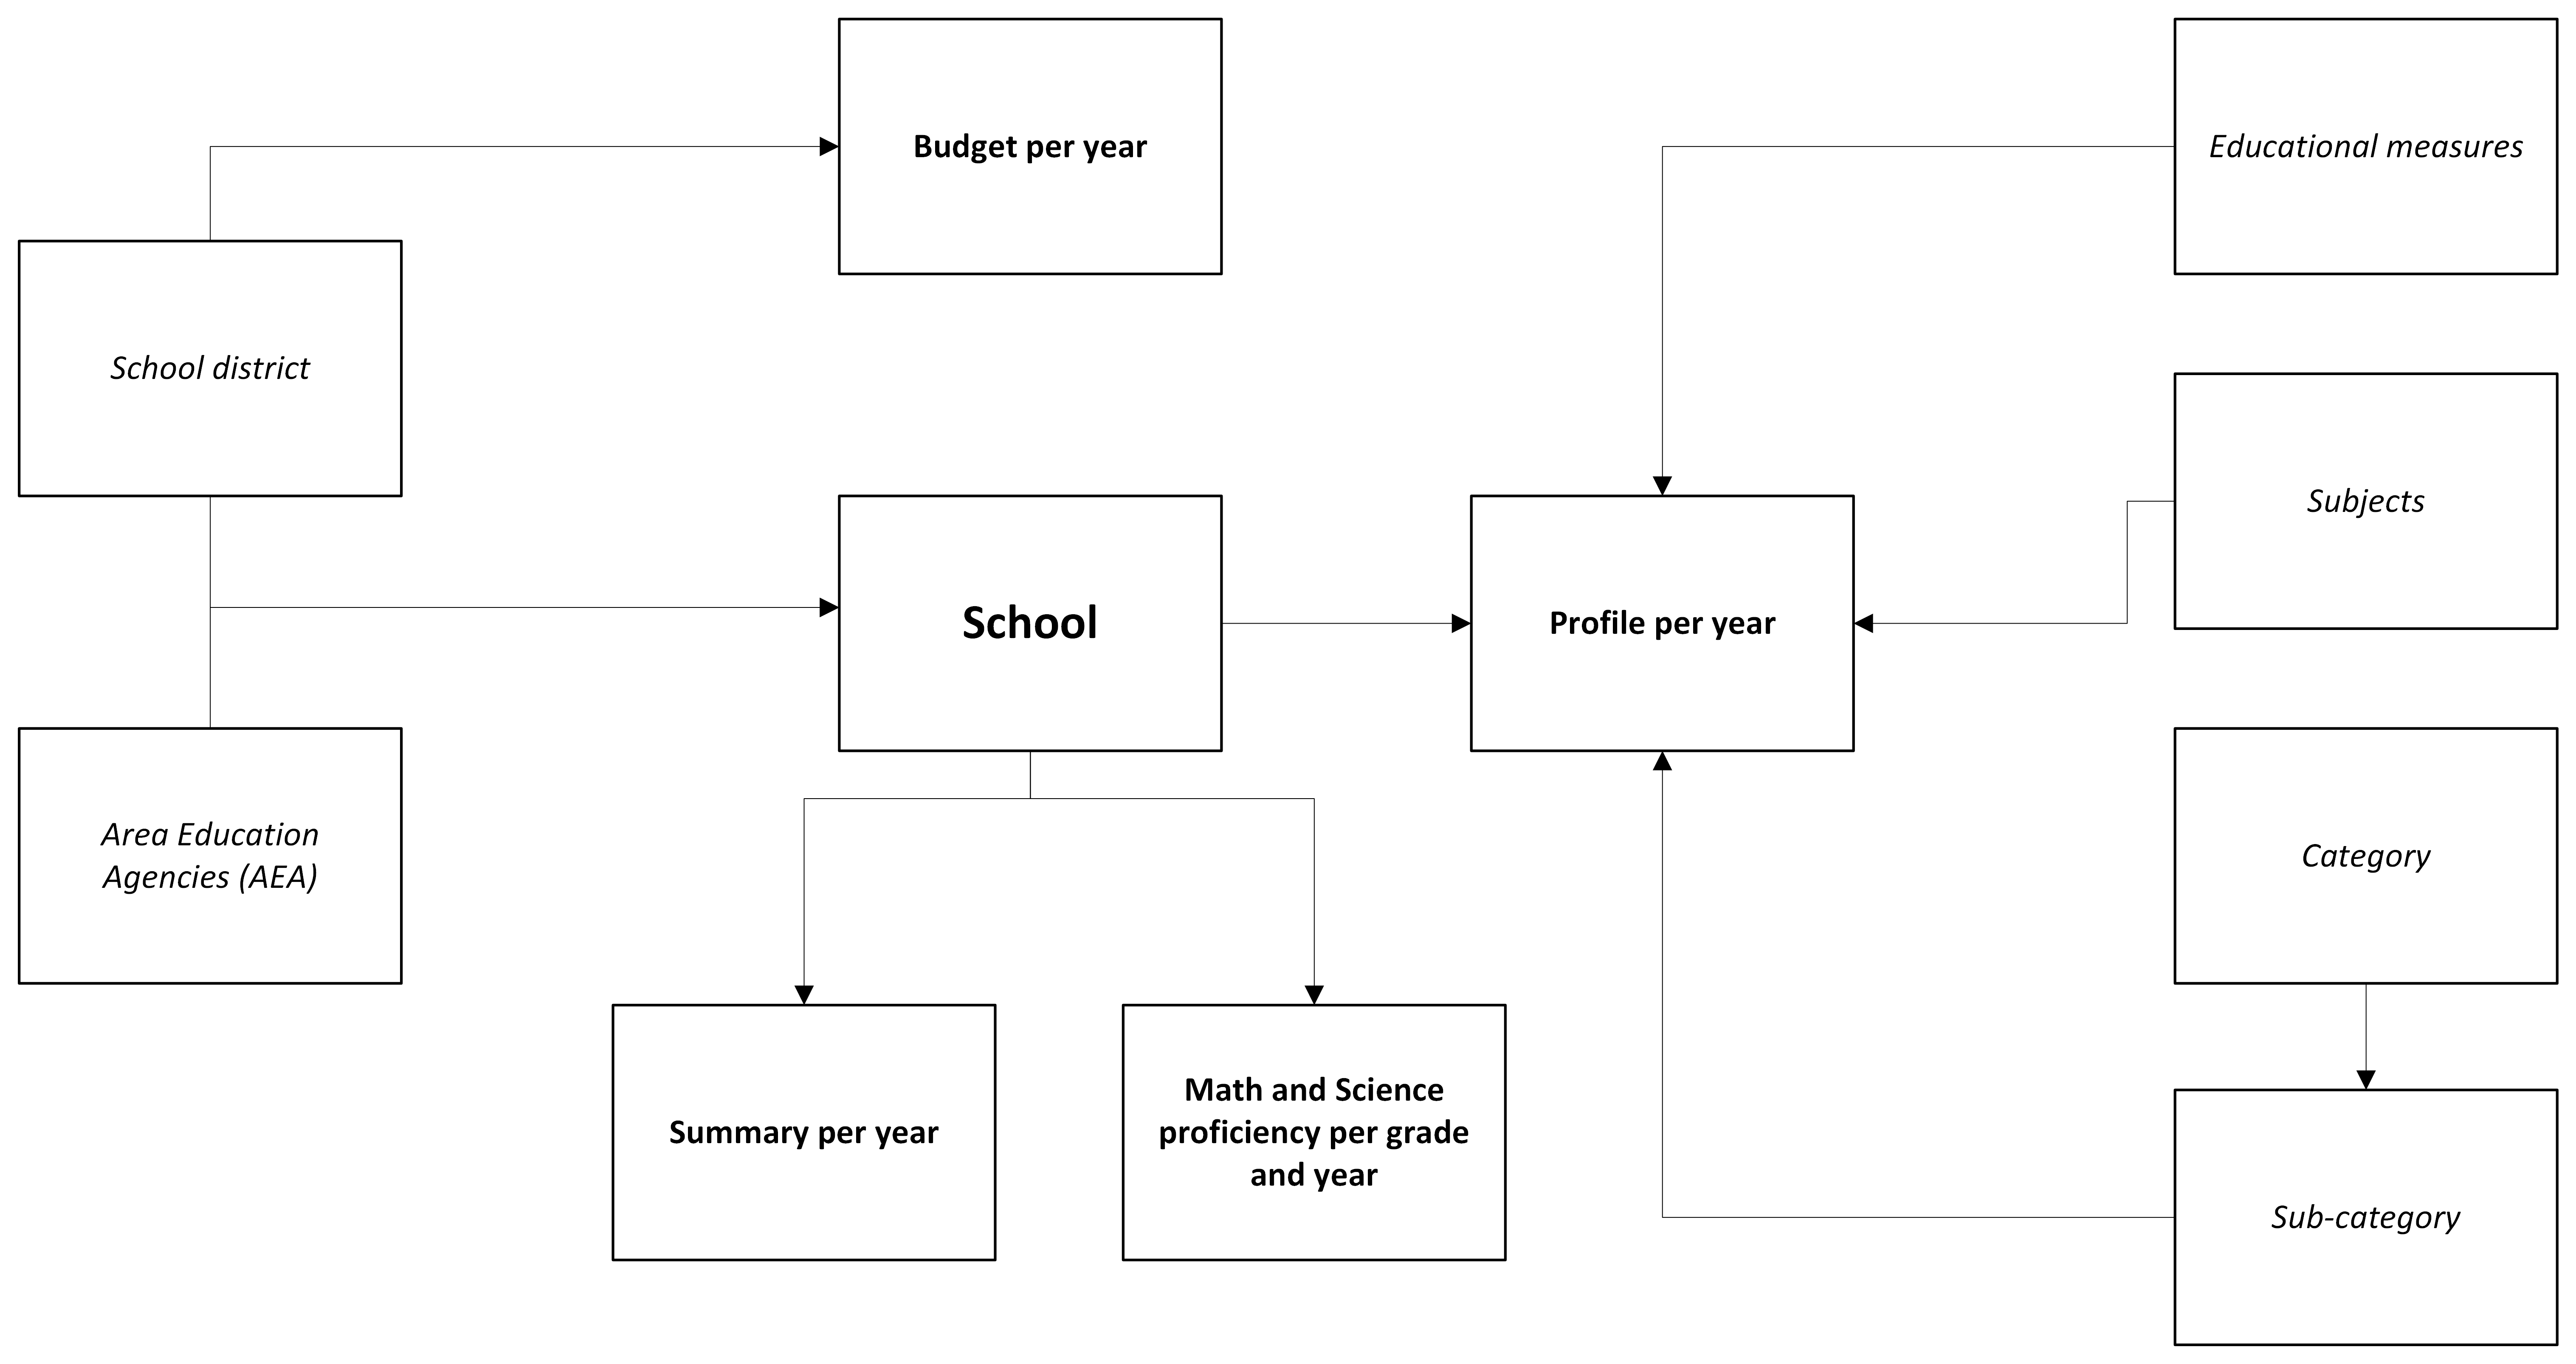 Budget per year
Educational measures
School district
Subjects
School
Profile per year
Area Education
Agencies (AEA)
Category
Summary per year
Math and Science
proficiency per grade
and year
Sub-category